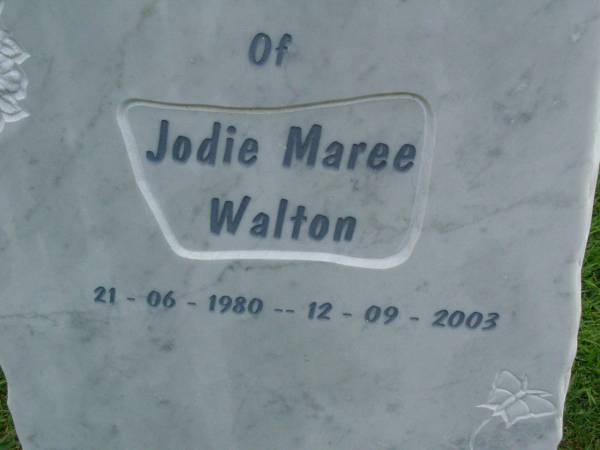 Of
Jodie Maree
Walton
21 - 06 - 1980 -- 12 - 09 - 2003